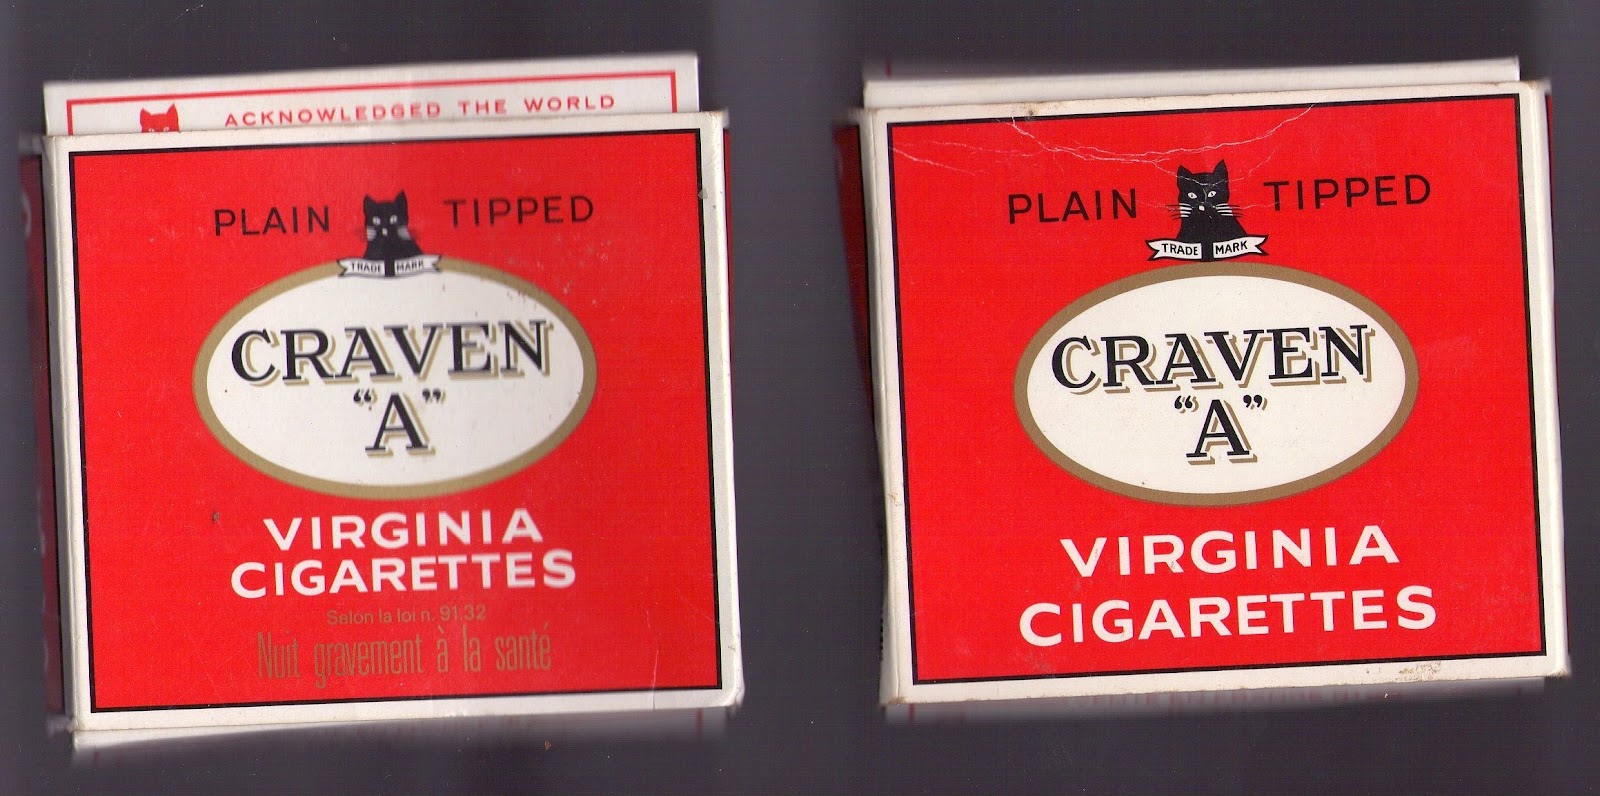 ACKNOWLEDGED THE WORLD
PLAIN TIPPED
TRADE MARK
CRAVEN
“A”
VIRGINIA
CIGARETTES
Selon la loi n. 91.32
Nuit gravement à la santé
PLAIN TIPPED
TRADE MARK
CRAVEN
“A”
VIRGINIA
CIGARETTES